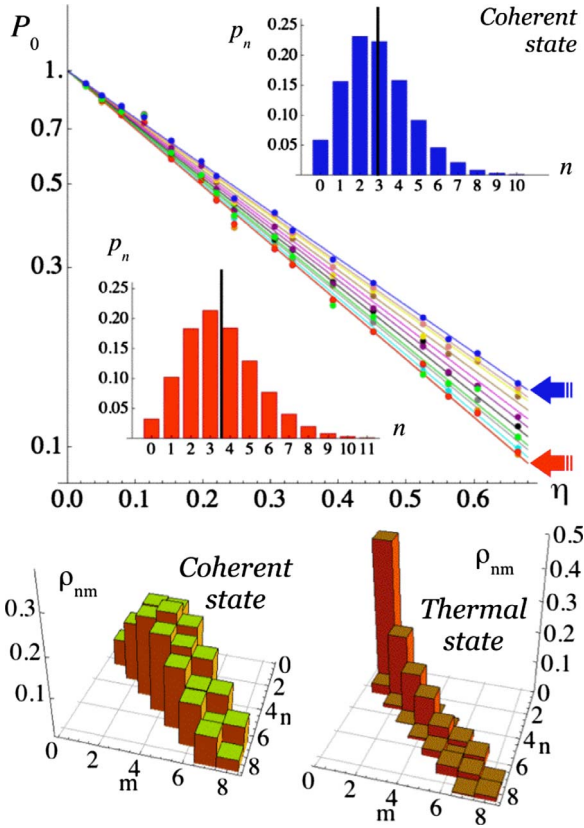 P0
1.
0.7
0.5
0.3
0.1
0.0 0.1 0.2 0.3 0.4 0.5 0.6 η
Coherent
state
pn
0.25
0.20
0.15
0.10
0.05
0 1 2 3 4 5 6 7 8 9 10 n
pn
0.25
0.20
0.15
0.10
0.05
0 1 2 3 4 5 6 7 8 9 10 11 n
ρnm
Coherent
state
0.3
0.2
0.1
0 2 4 6 8
m
0 2 4 n 6 8
ρnm
Thermal
state
0.5
0.4
0.3
0.2
0.1
0
0 2 4 6 8
m
2 4 n 6 8